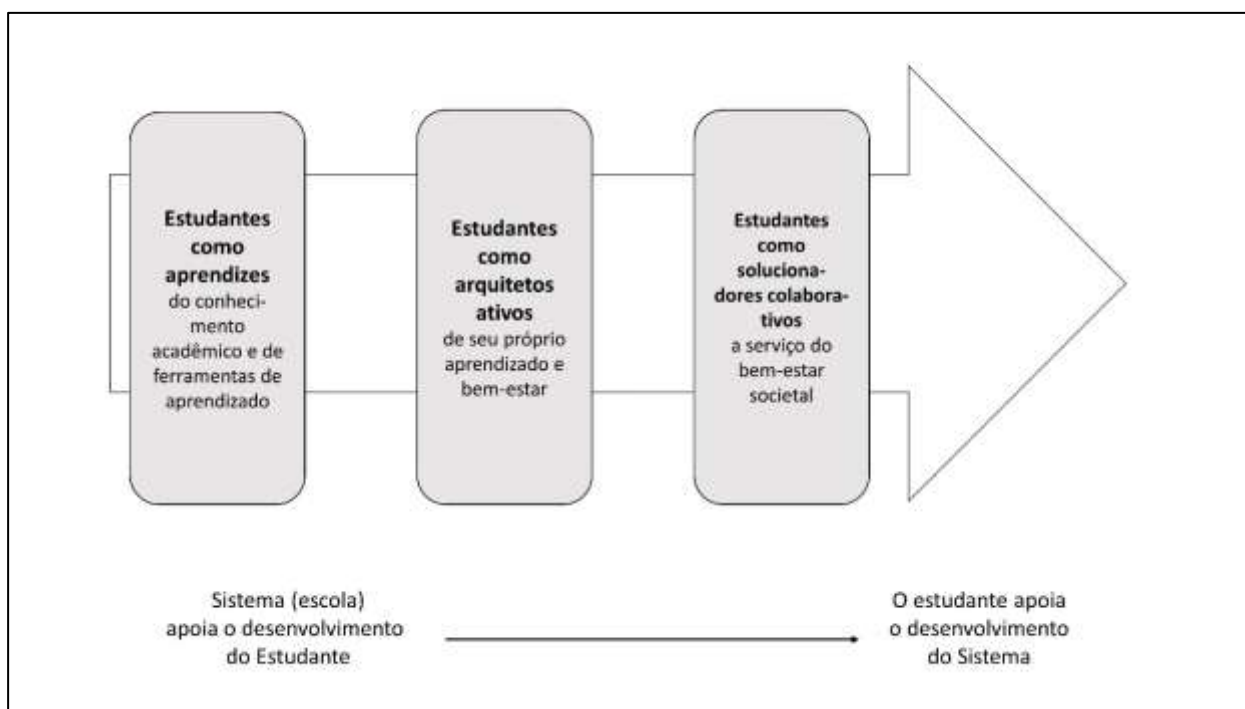 Estudantes
como
aprendizes
do conheci-
mento
acadêmico e de
ferramentas de
aprendizado
Estudantes
como
arquitetos
ativos
de seu próprio
aprendizado e
bem-estar
Estudantes
como
soluciona-
dores colabora-
tivos
a serviço do
bem-estar
societal
Sistema (escola)
apoia o desenvolvimento
do Estudante
O estudante apoia
o desenvolvimento
do Sistema